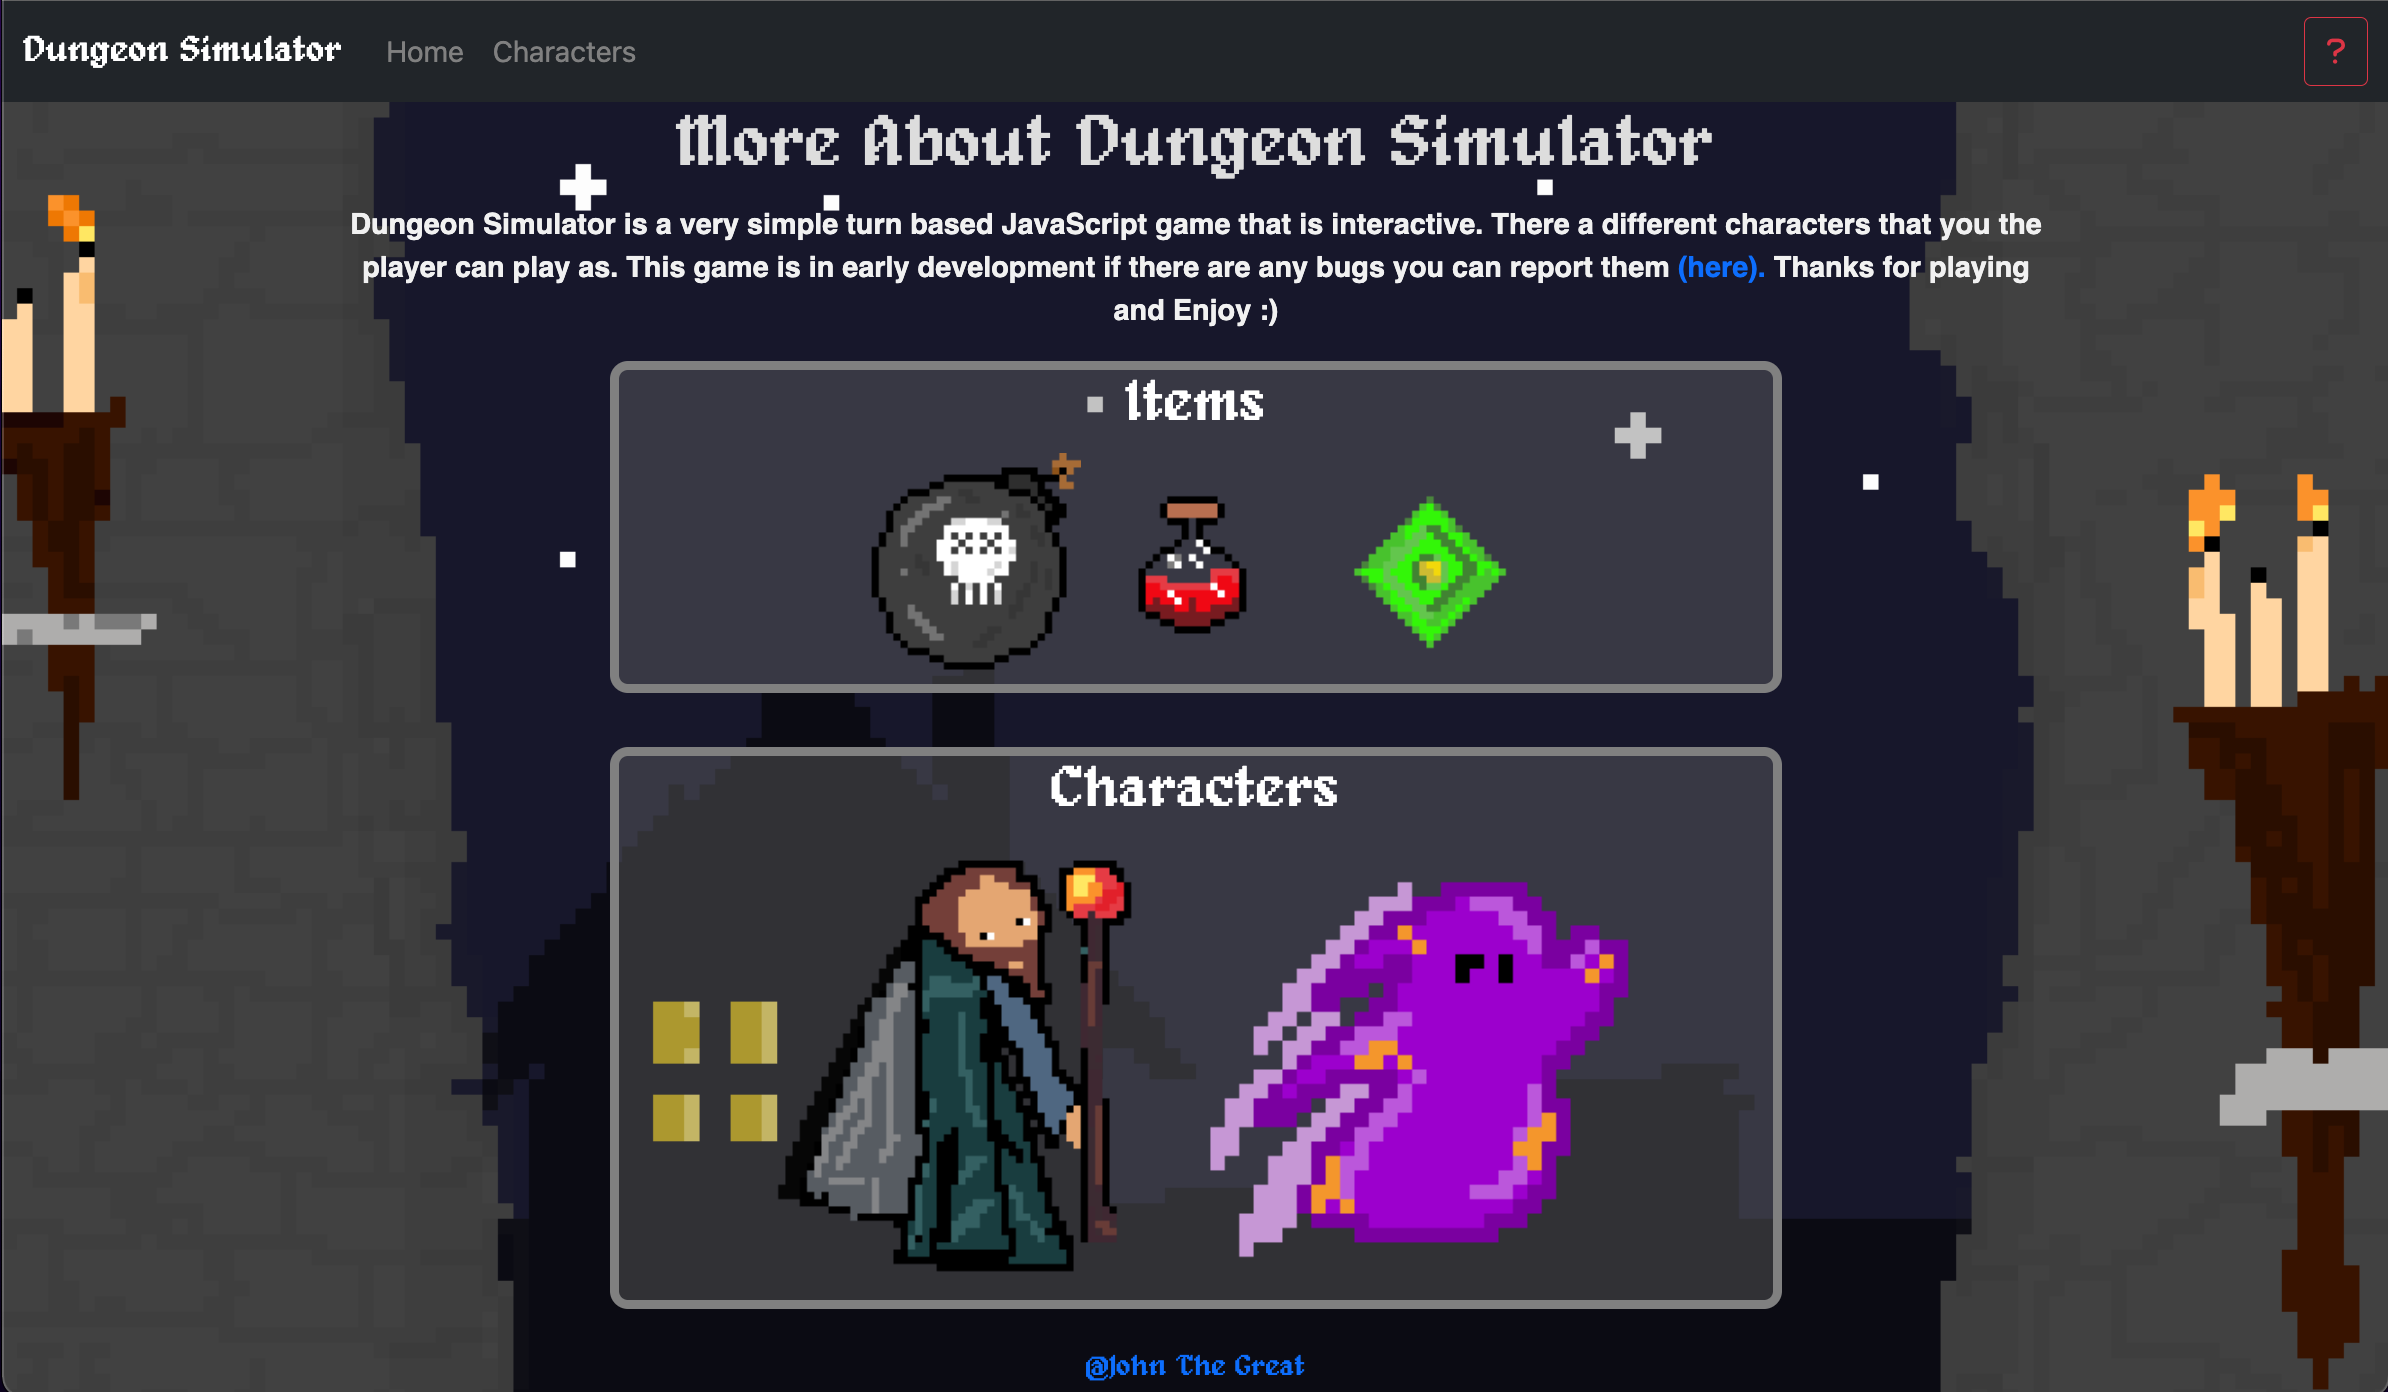 Dungeon Simulator Home Characters ?
More About Dungeon Simulator
Dungeon Simulator is a very simple turn based JavaScript game that is interactive. There a different characters that you the
player can play as. This game is in early development if there are any bugs you can report them (here). Thanks for playing
and Enjoy :)
Items
Characters
@John The Great